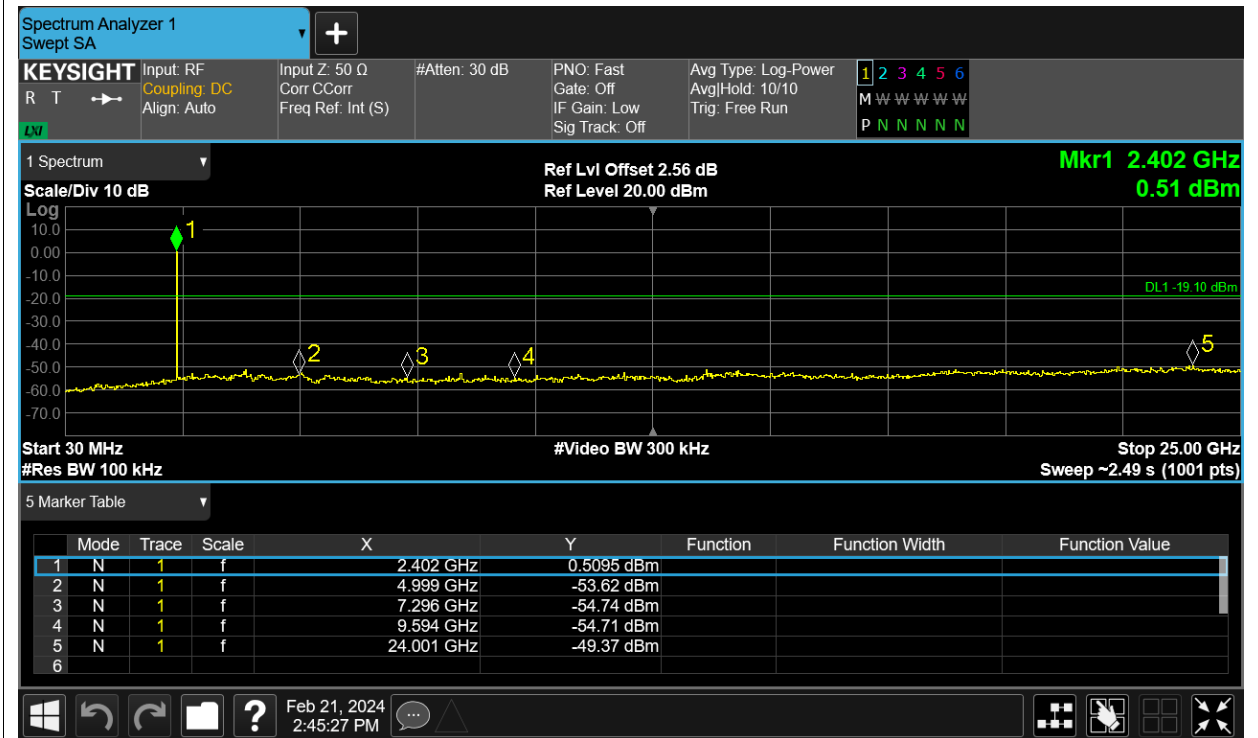 Spectrum Analyzer 1
Swept SA
KEYSIGHT
R T
LXI
Input: RF
Coupling: DC
Align: Auto
Input Z: 50 Ω
Corr CCorr
Freq Ref: Int (S)
#Atten: 30 dB
PNO: Fast
Gate: Off
IF Gain: Low
Sig Track: Off
Avg Type: Log-Power
Avg|Hold: 10/10
Trig: Free Run
1 2 3 4 5 6
M W W W W W
P N N N N N
1 Spectrum
Scale/Div 10 dB
Log
Ref Lvl Offset 2.56 dB
Ref Level 20.00 dBm
Mkr1 2.402 GHz
0.51 dBm
10.0
0.00
-10.0
-20.0
-30.0
-40.0
-50.0
-60.0
-70.0
1
2
3
4
5
DL1 -19.10 dBm
Start 30 MHz
#Res BW 100 kHz
#Video BW 300 kHz
Stop 25.00 GHz
Sweep ~2.49 s (1001 pts)
5 Marker Table
Mode Trace Scale X Y Function Function Width Function Value
1 N 1 f 2.402 GHz 0.5095 dBm
2 N 1 f 4.999 GHz -53.62 dBm
3 N 1 f 7.296 GHz -54.74 dBm
4 N 1 f 9.594 GHz -54.71 dBm
5 N 1 f 24.001 GHz -49.37 dBm
6
?
Feb 21, 2024
2:45:27 PM